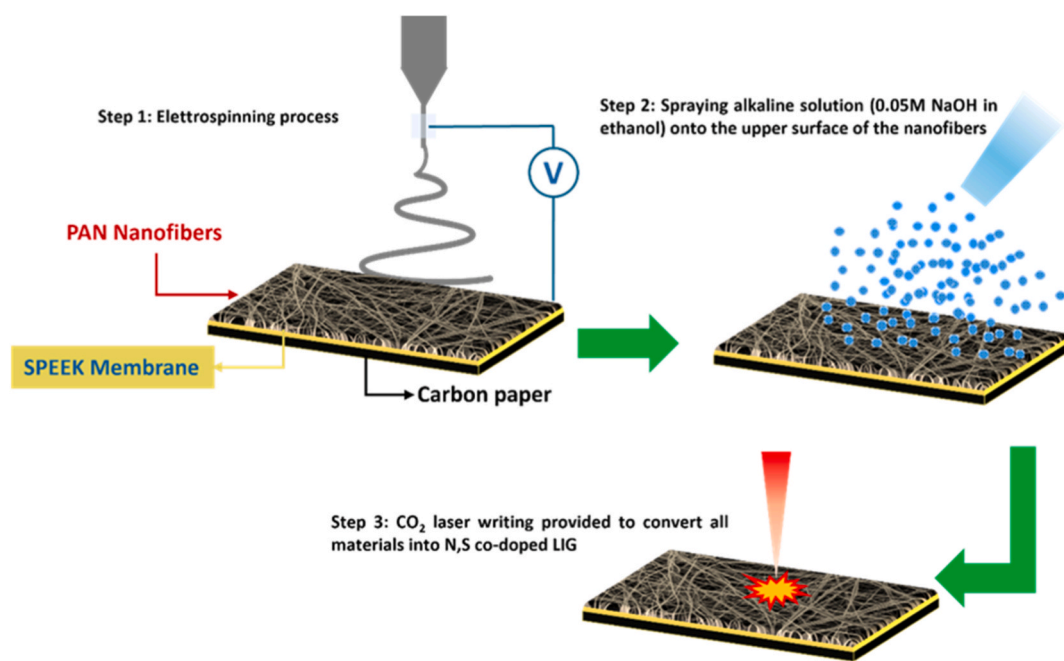 Step 1: Elettrospinning process
Step 2: Spraying alkaline solution (0.05M NaOH in
ethanol) onto the upper surface of the nanofibers
V
PAN Nanofibers
SPEEK Membrane
Carbon paper
Step 3: CO₂ laser writing provided to convert all
materials into N,S co-doped LIG